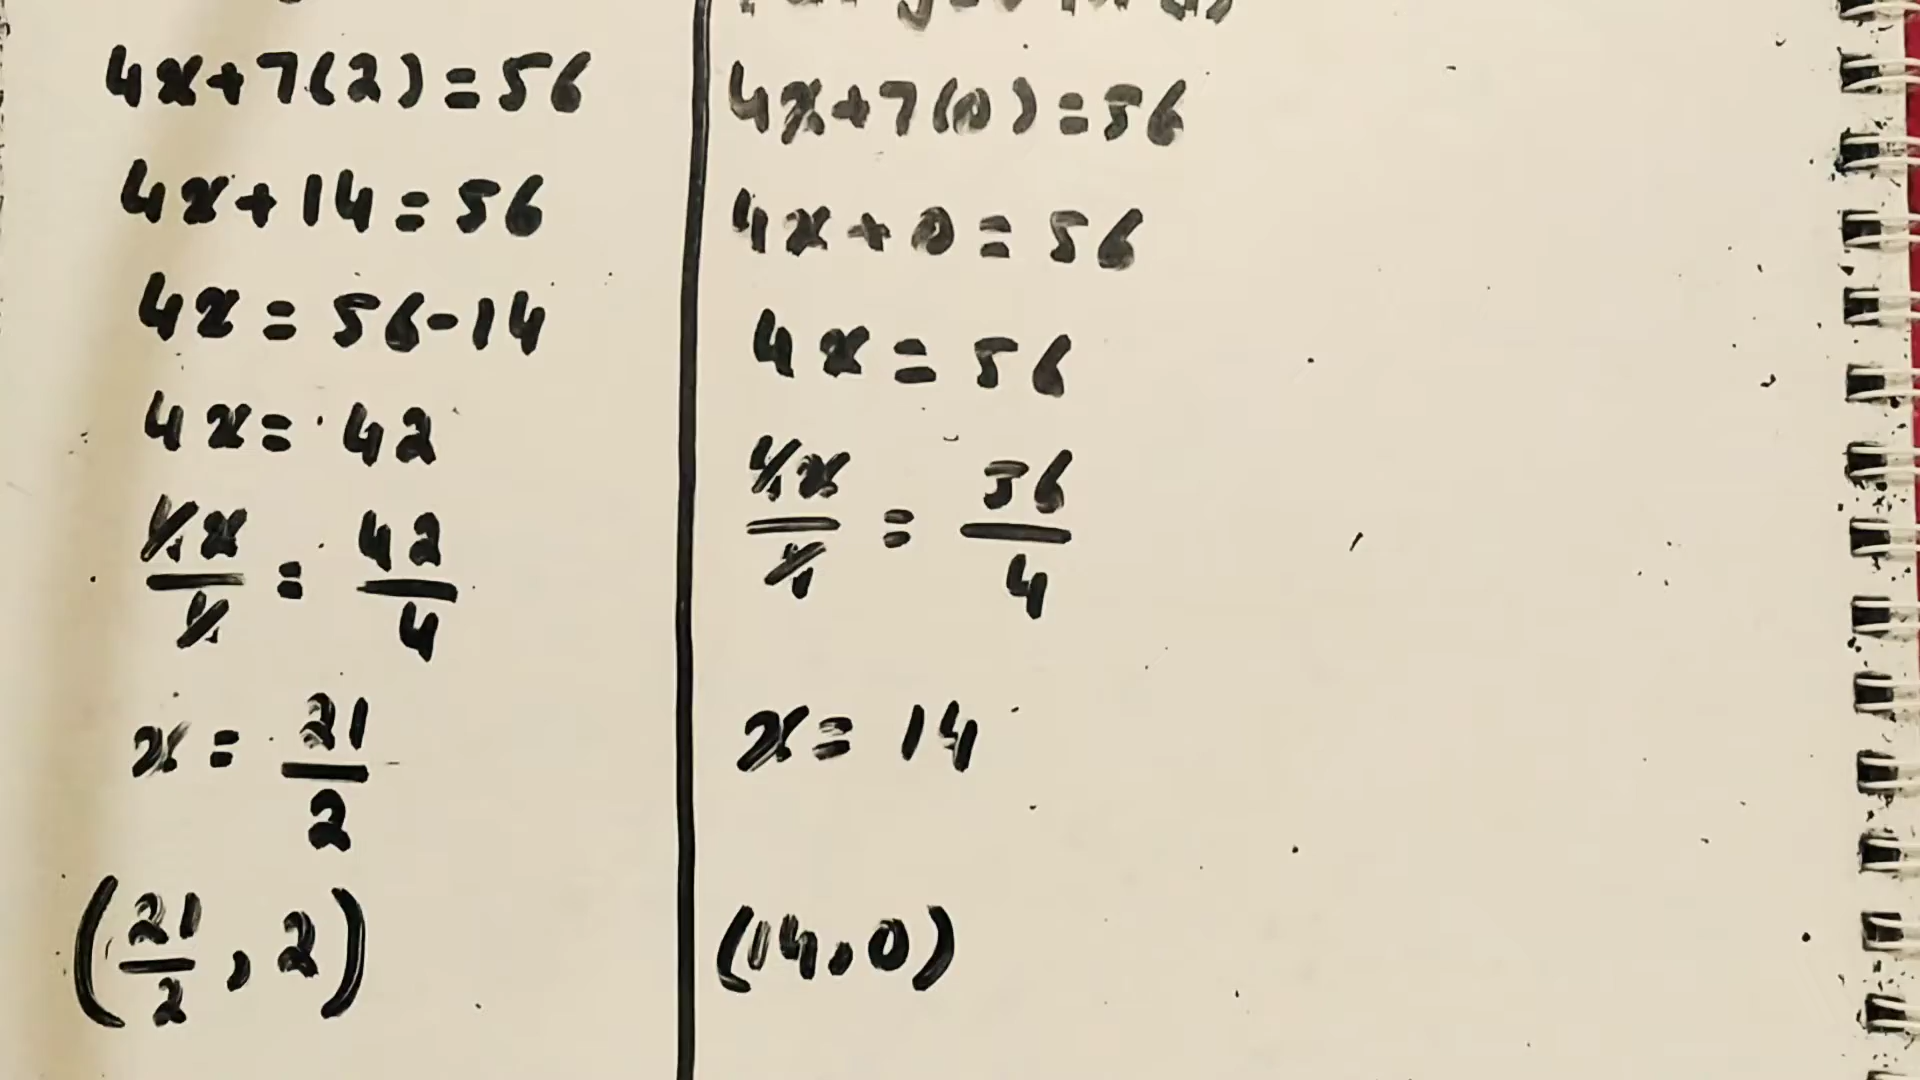 4x+7(2)=56
4x+14=56
4x=56-14
4x=42
4x/4=42/4
x=21/2
(21/2,2)
4x+7(0)=56
4x+0=56
4x=56
4x/4=56/4
x=14
(14,0)